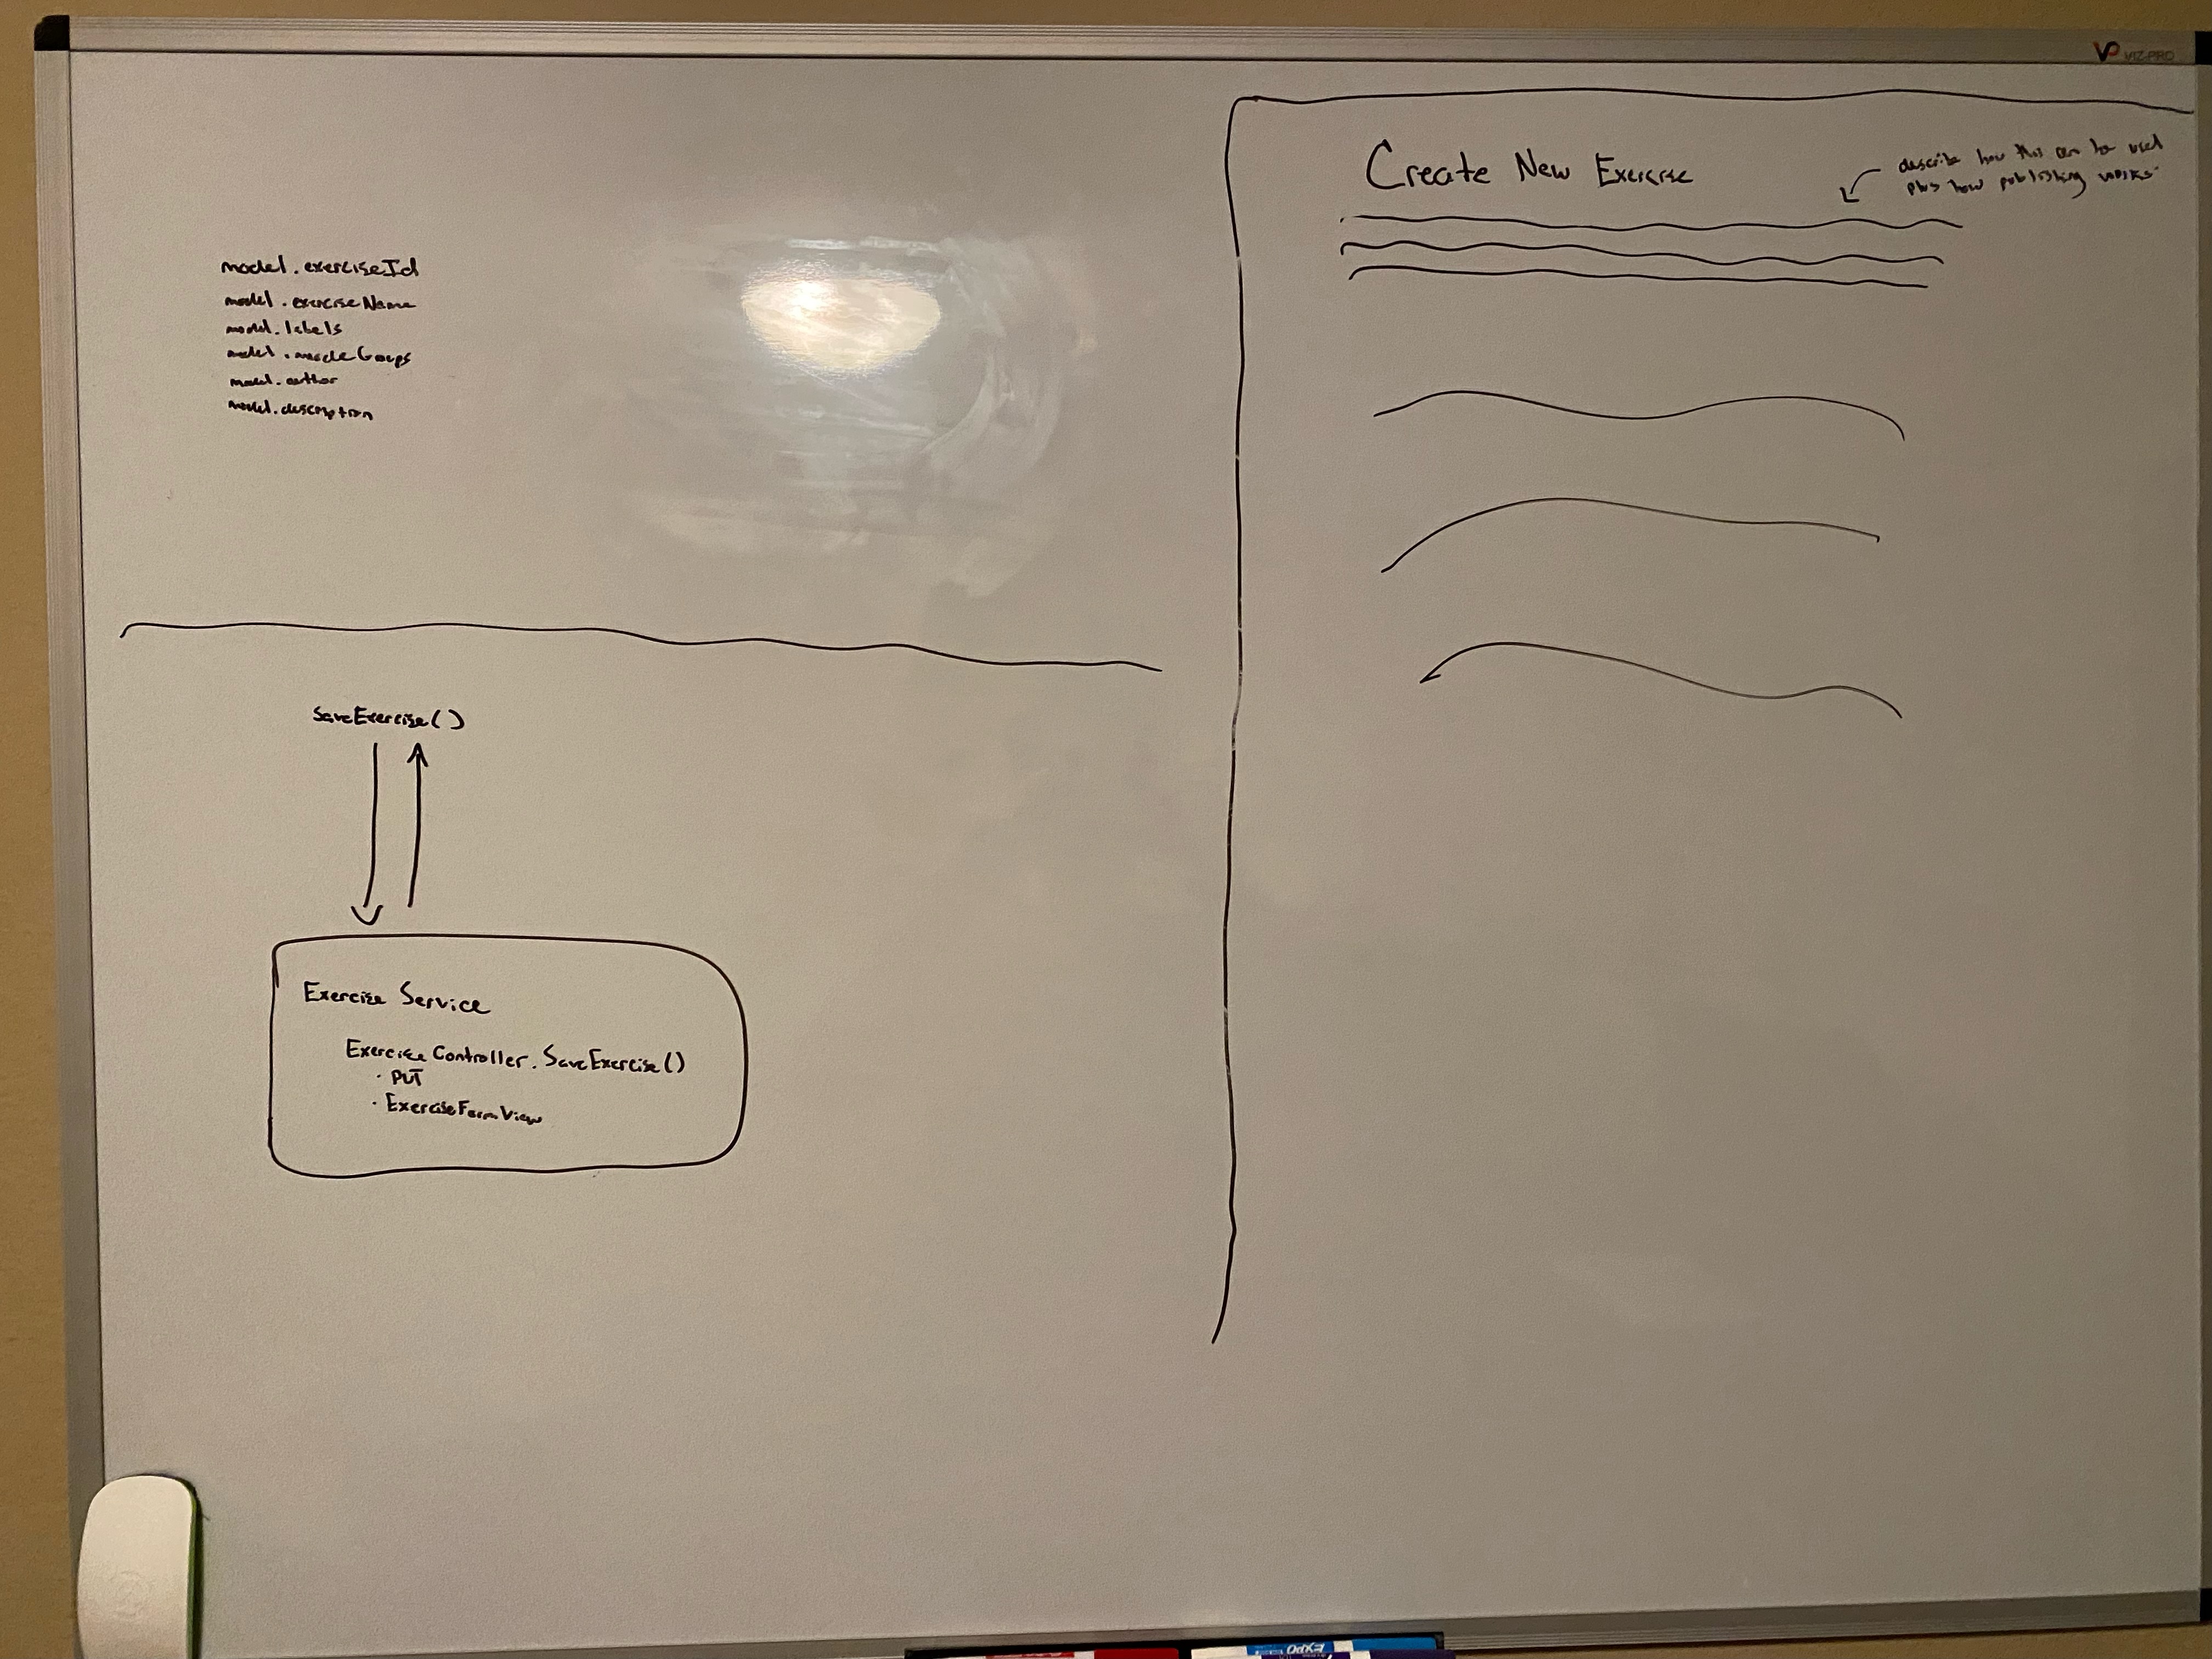 model.exerciseId
model.exerciseName
model.labels
model.muscleGroups
model.author
model.description
SaveExercise()
Exercise Service
ExerciseController.SaveExercise()
· PUT
· ExerciseFormView
VP VIZ-PRO
Create New Exercise
describe how this can be used
plus how publishing works
EXPO